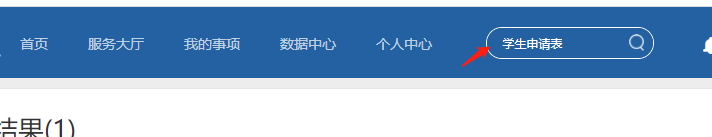 首页 服务大厅 我的事项 数据中心 个人中心 学生申请表
结果(1)